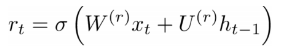 r_t = σ ( W^{(r)} x_t + U^{(r)} h_{t−1} )